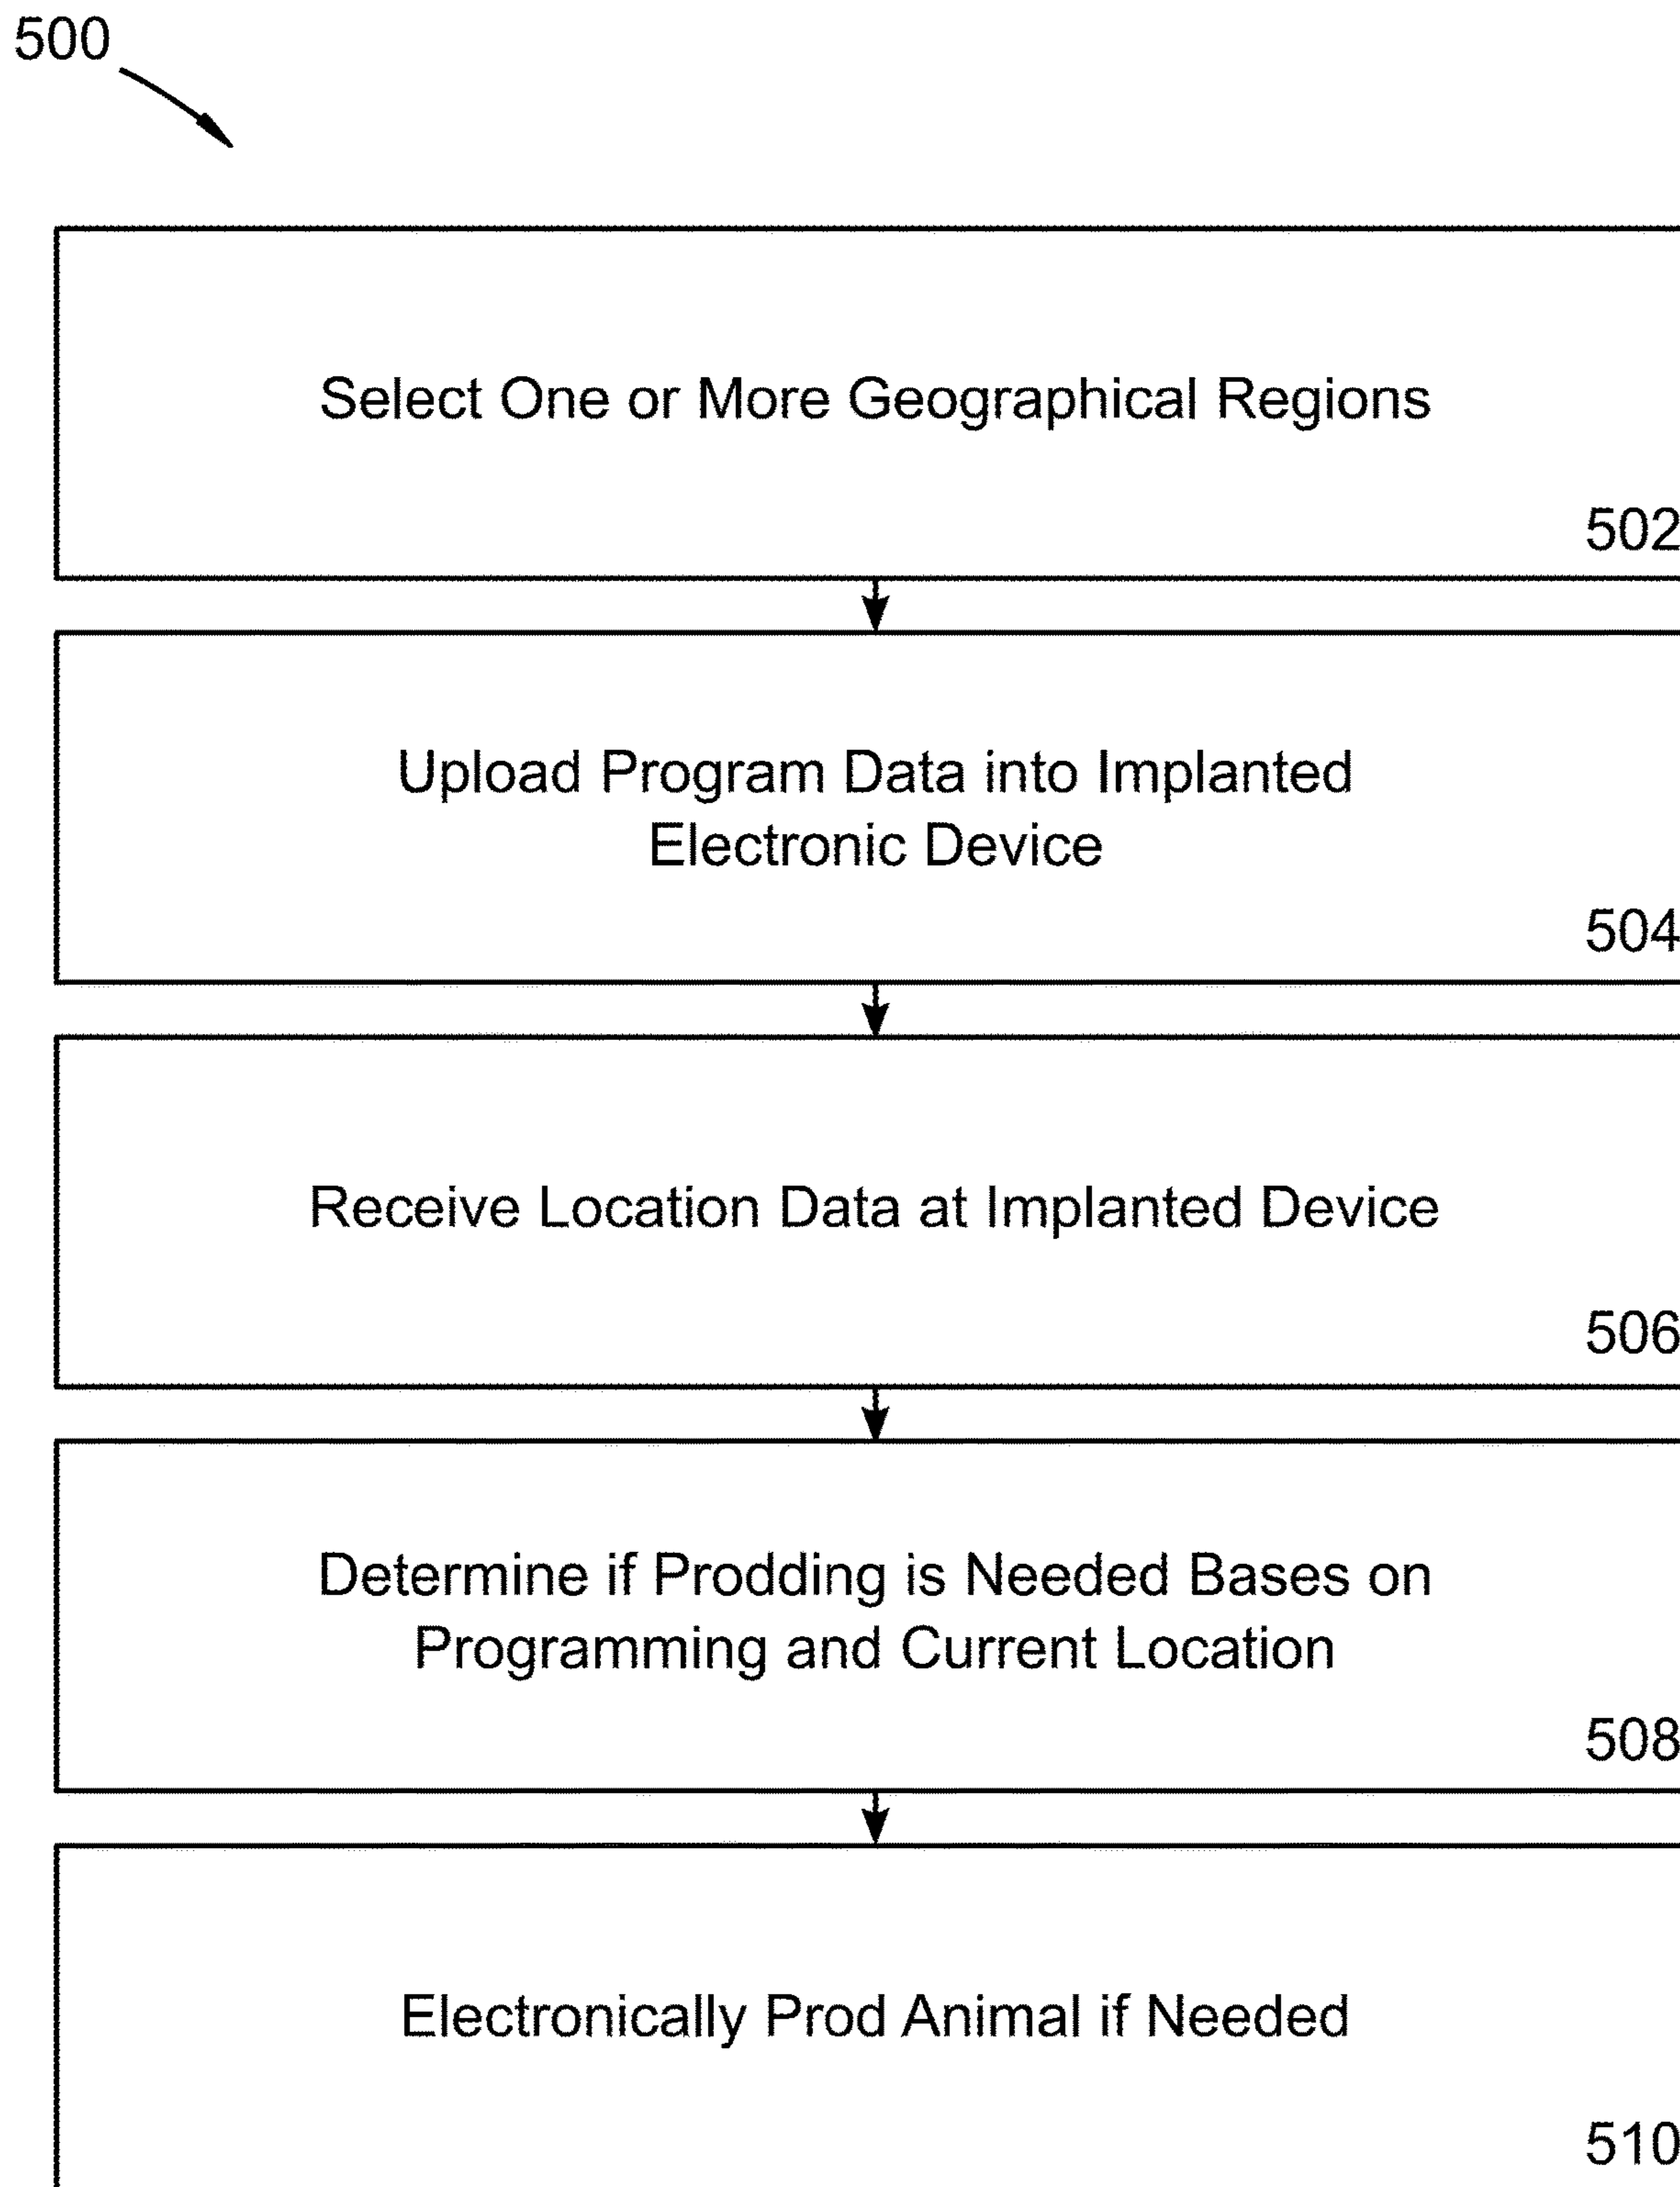 500
Select One or More Geographical Regions
502
Upload Program Data into Implanted
Electronic Device
504
Receive Location Data at Implanted Device
506
Determine if Prodding is Needed Bases on
Programming and Current Location
508
Electronically Prod Animal if Needed
510